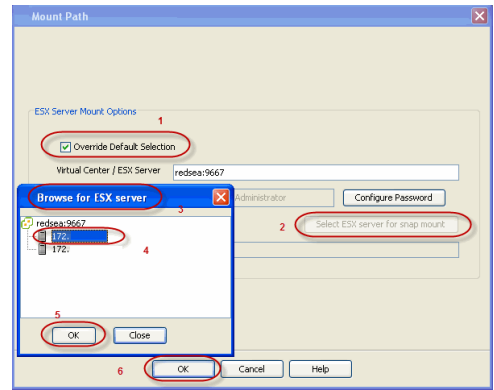 Mount Path
ESX Server Mount Options
1
Override Default Selection
Virtual Center / ESX Server redsea:9667
Browse for ESX server
3
Administrator Configure Password
redsea:9667
2 Select ESX server for snap mount
172.
4
172.
5
OK Close
6 OK Cancel Help